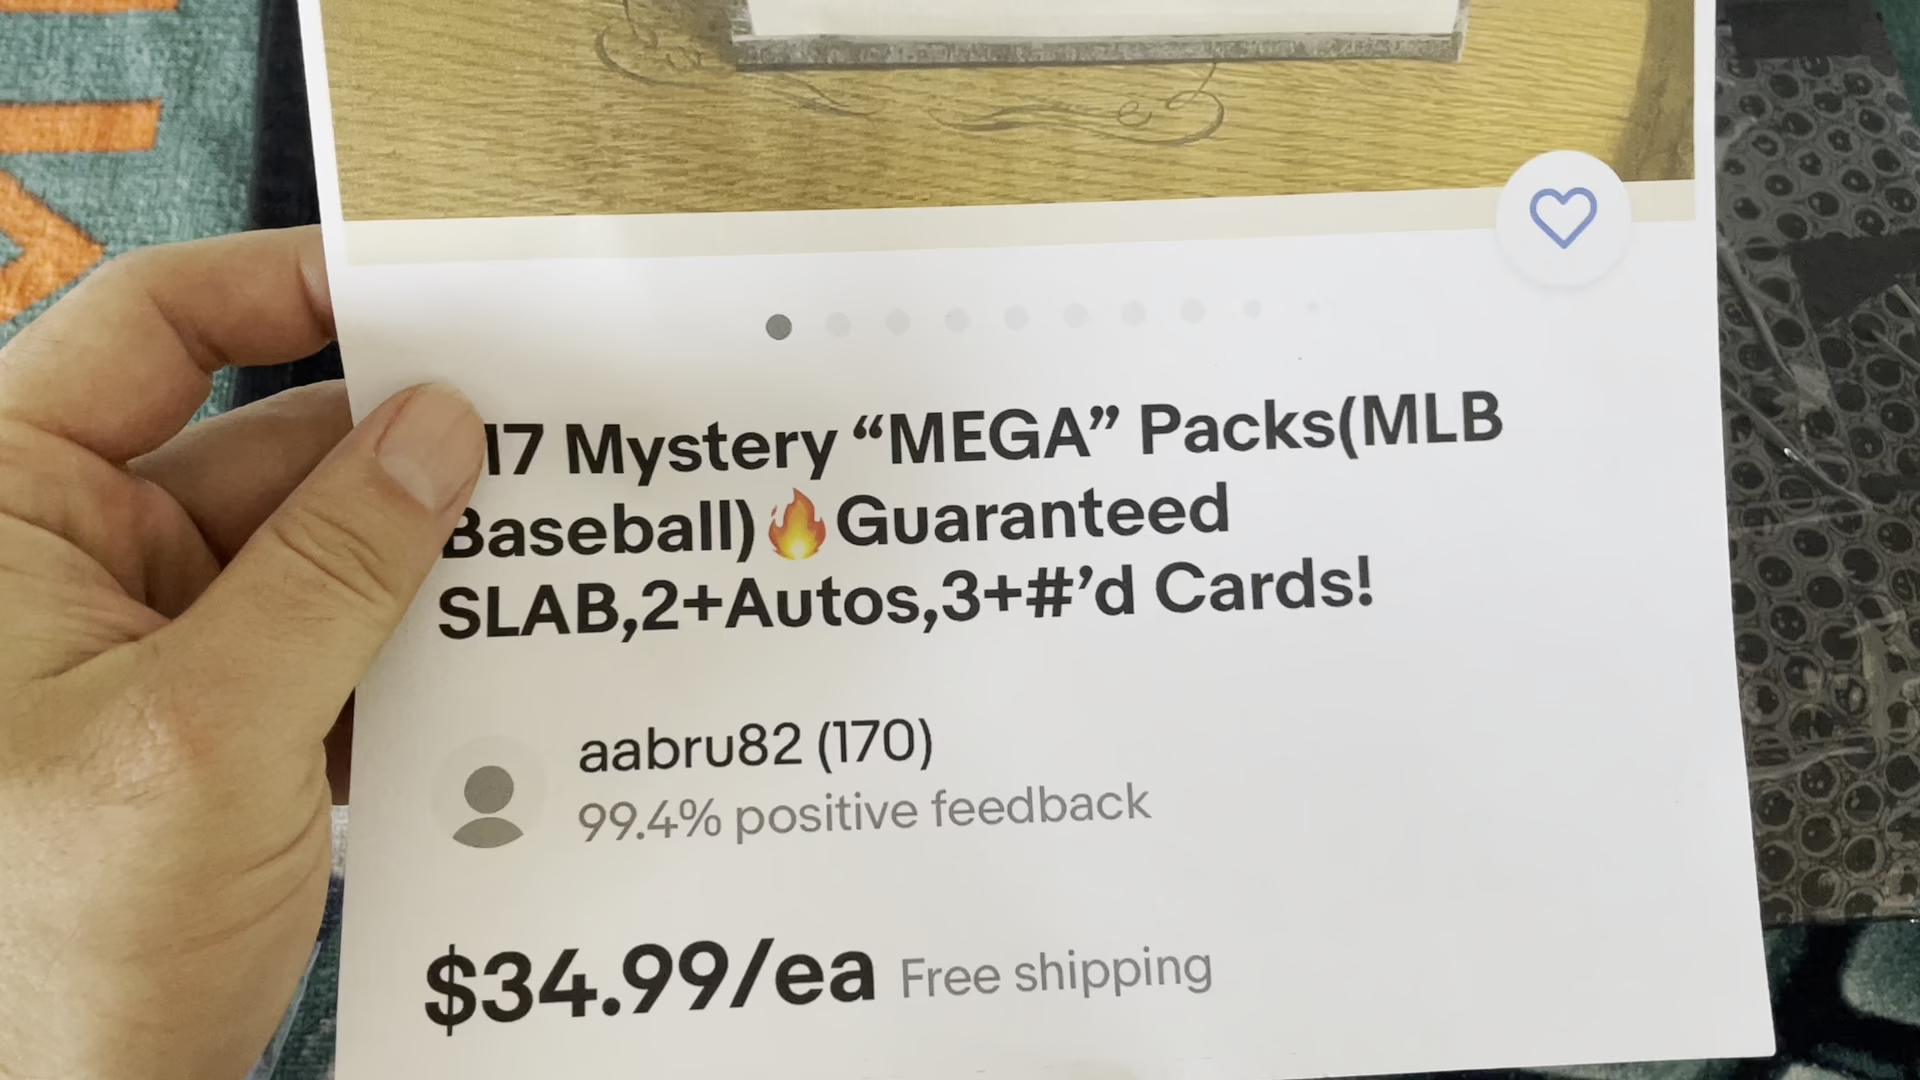 17 Mystery “MEGA” Packs(MLB
Baseball)🔥Guaranteed
SLAB,2+Autos,3+#’d Cards!
aabru82 (170)
99.4% positive feedback
$34.99/ea Free shipping